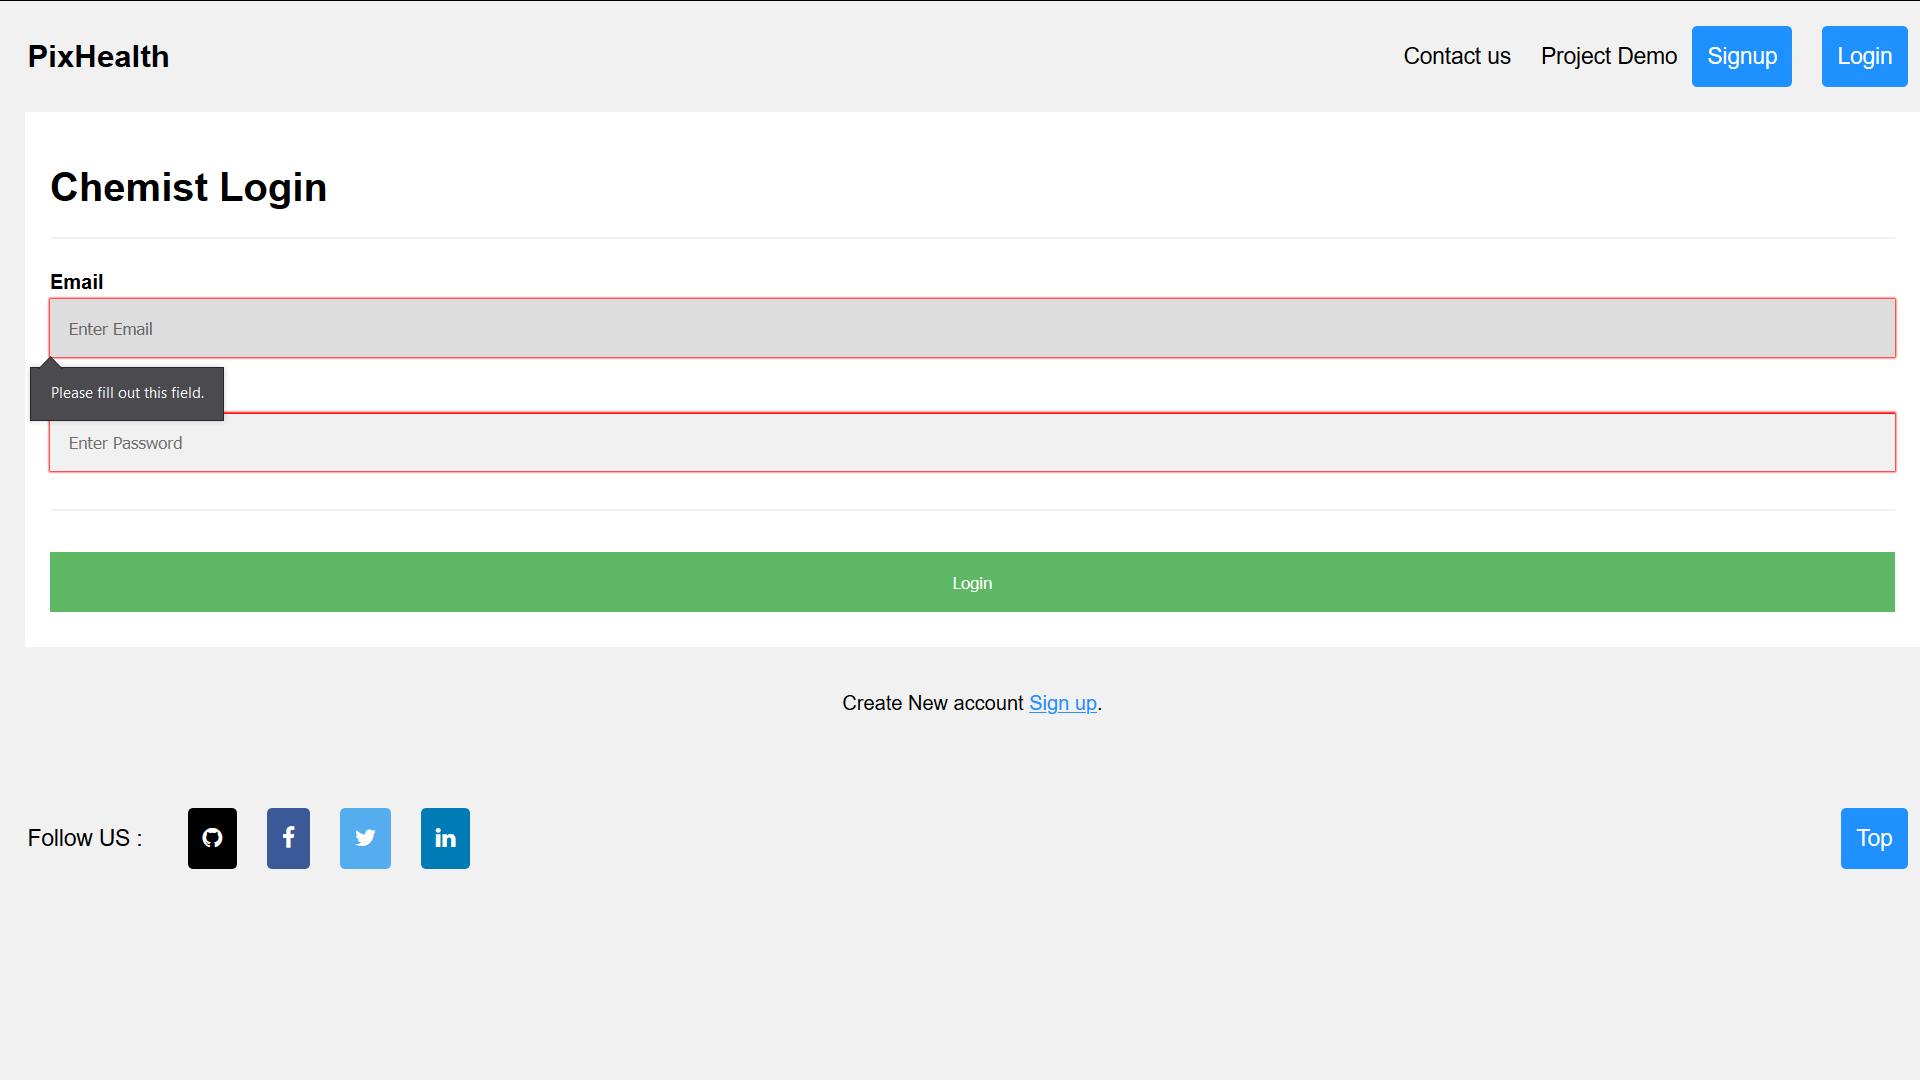 PixHealth
Contact us Project Demo Signup Login
Chemist Login
Email
Enter Email
Please fill out this field.
Enter Password
Login
Create New account Sign up.
Follow US :
Top